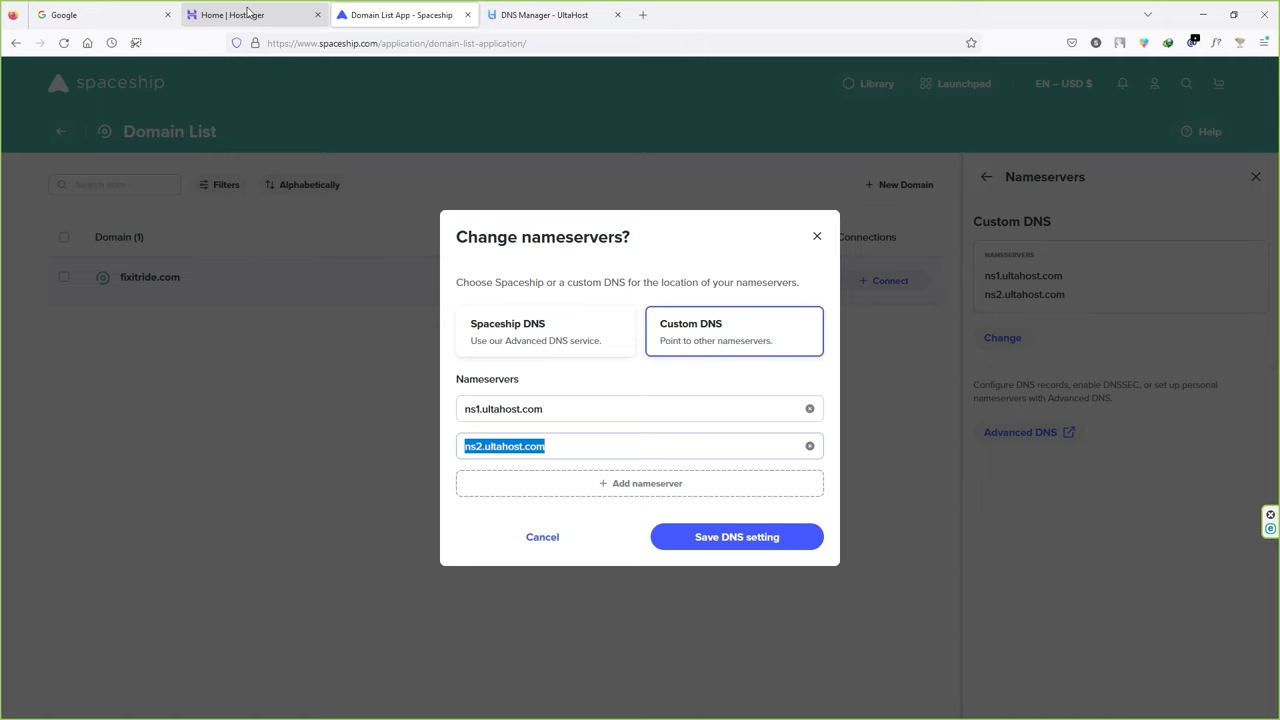 Google
Home | Hostinger
Domain List App - Spaceship
DNS Manager - UltaHost
https://www.spaceship.com/application/domain-list-application/
spaceship
Library
Launchpad
EN – USD $
Domain List
Help
Filters
Alphabetically
New Domain
Nameservers
Domain (1)
Connections
fixitride.com
Connect
Custom DNS
NAMESERVERS
ns1.ultahost.com
ns2.ultahost.com
Change
Configure DNS records, enable DNSSEC, or set up personal
nameservers with Advanced DNS.
Advanced DNS
Change nameservers?
Choose Spaceship or a custom DNS for the location of your nameservers.
Spaceship DNS
Use our Advanced DNS service.
Custom DNS
Point to other nameservers.
Nameservers
ns1.ultahost.com
ns2.ultahost.com
Add nameserver
Cancel
Save DNS setting